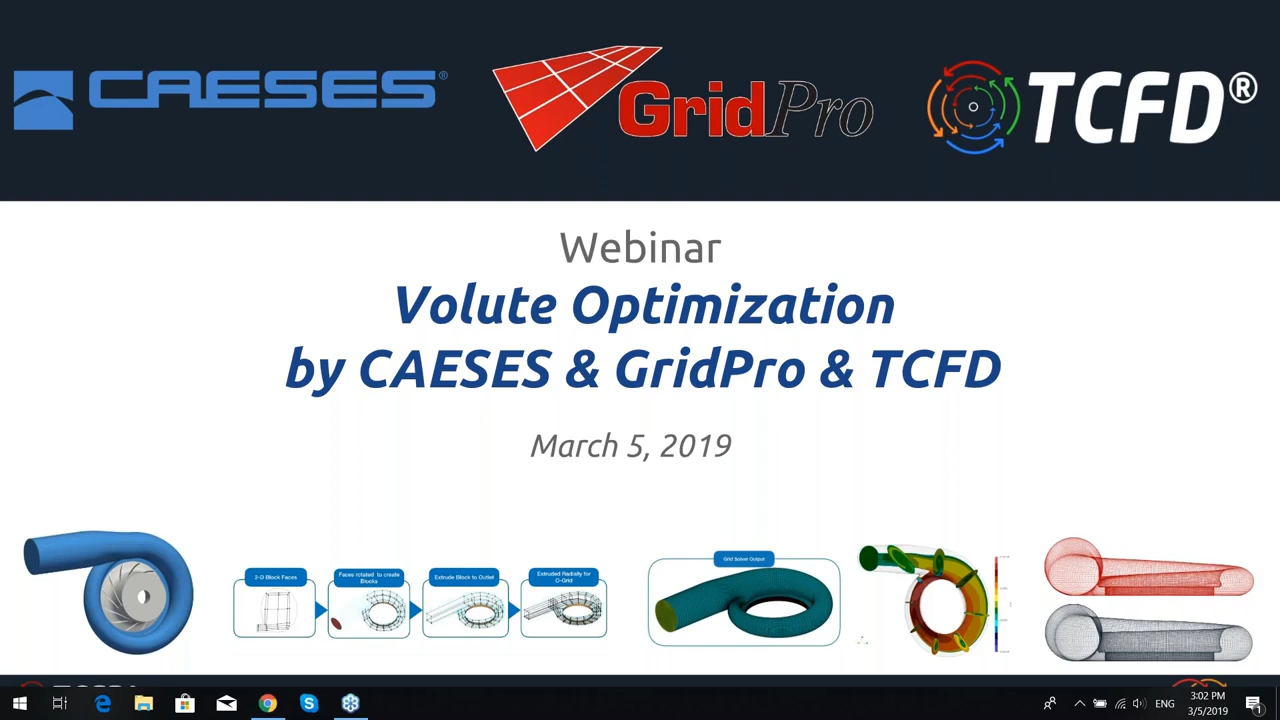 CAESES®
GridPro
TCFD®
Webinar
Volute Optimization
by CAESES & GridPro & TCFD
March 5, 2019
2-D Block Faces
Faces rotated to create
Blocks
Extrude Block to Outlet
Extruded Radially for
O-Grid
Grid Solver Output
ENG
3:02 PM
3/5/2019
1